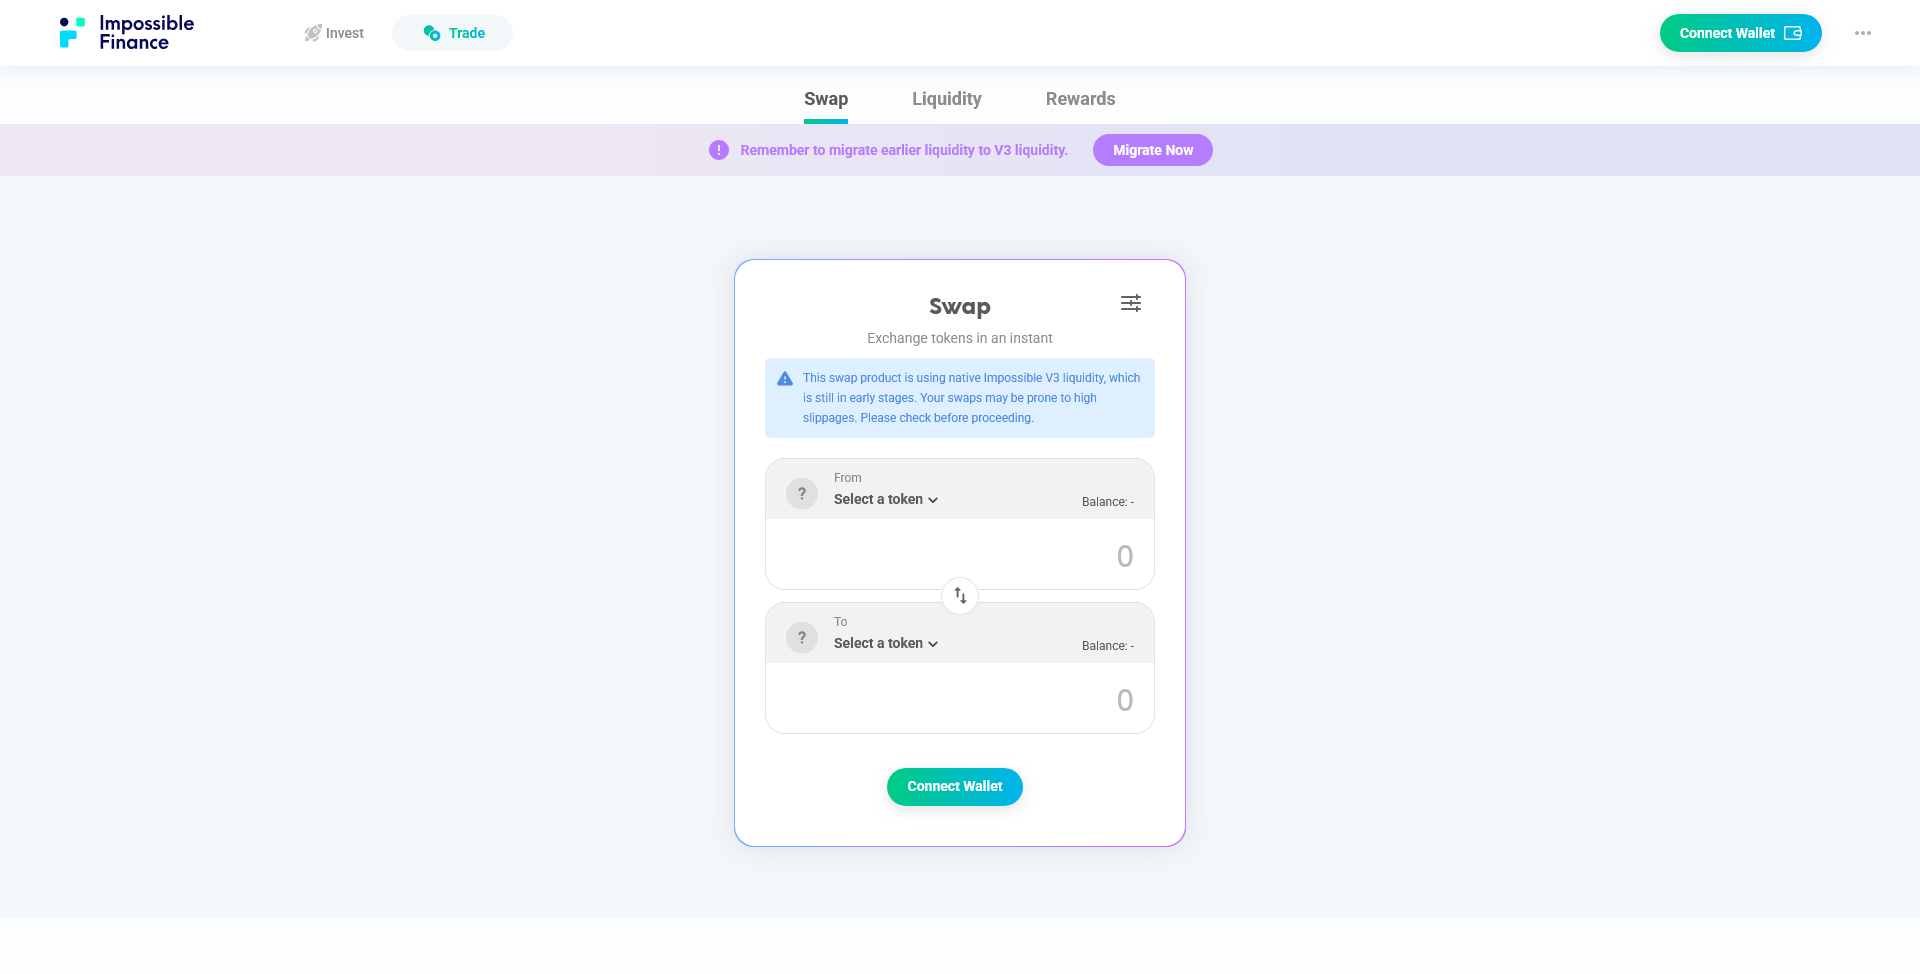 Impossible
Finance
Invest
Trade
Connect Wallet
Swap
Liquidity
Rewards
Remember to migrate earlier liquidity to V3 liquidity.
Migrate Now
Swap
Exchange tokens in an instant
This swap product is using native Impossible V3 liquidity, which
is still in early stages. Your swaps may be prone to high
slippages. Please check before proceeding.
?
From
Select a token
Balance: -
0
?
To
Select a token
Balance: -
0
Connect Wallet